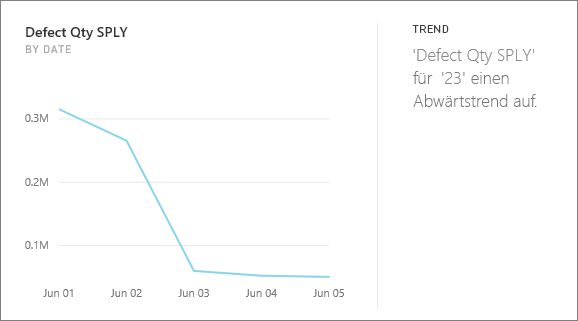 Defect Qty SPLY
BY DATE
0.3M
0.2M
0.1M
Jun 01 Jun 02 Jun 03 Jun 04 Jun 05
TREND
'Defect Qty SPLY'
für '23' einen
Abwärtstrend auf.